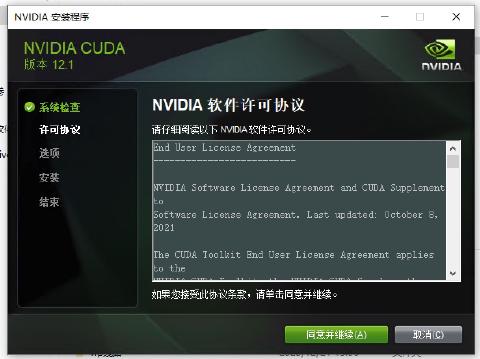 NVIDIA 安装程序
NVIDIA CUDA
版本 12.1
NVIDIA
系统检查
许可协议
选项
安装
结束
NVIDIA 软件许可协议
请仔细阅读以下 NVIDIA 软件许可协议。
End User License Agreement
--------------------------
NVIDIA Software License Agreement and CUDA Supplement
to
Software License Agreement. Last updated: October 8,
2021
The CUDA Toolkit End User License Agreement applies
to the
如果您接受此协议条款，请单击同意并继续。
同意并继续(A)
取消(C)